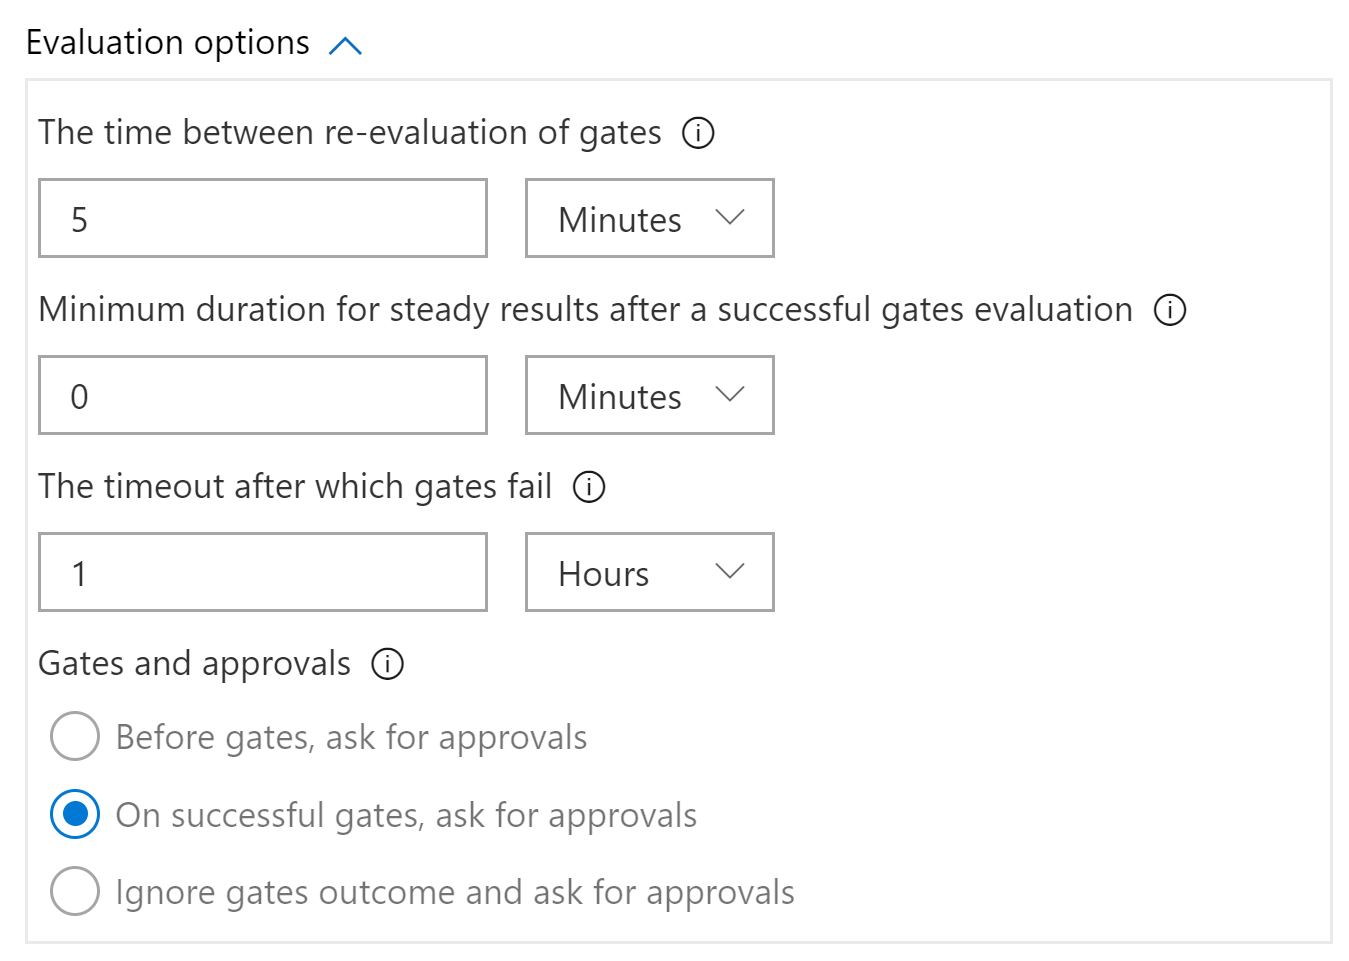 Evaluation options
The time between re-evaluation of gates
5 Minutes
Minimum duration for steady results after a successful gates evaluation
0 Minutes
The timeout after which gates fail
1 Hours
Gates and approvals
Before gates, ask for approvals
On successful gates, ask for approvals
Ignore gates outcome and ask for approvals